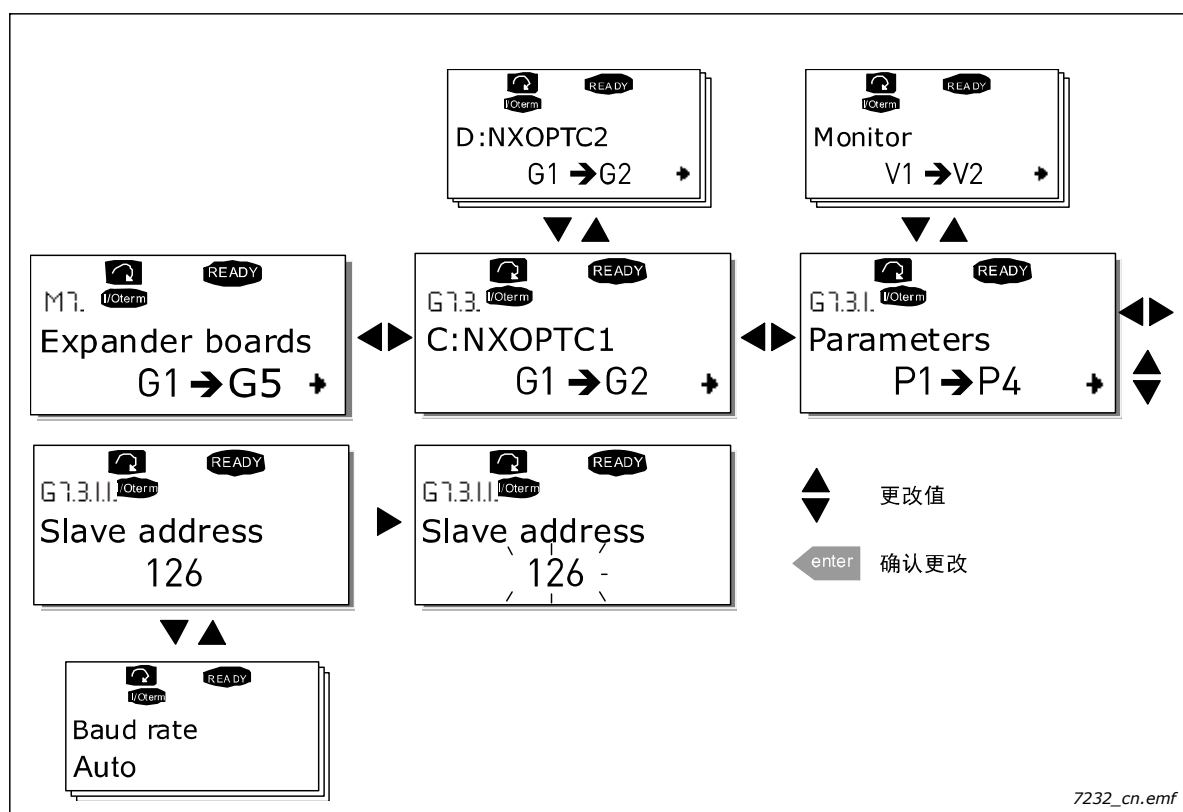 I/Oterm
READY
D:NXOPTC2
G1 ➔ G2
I/Oterm
READY
Monitor
V1 ➔ V2
READY
M7. I/Oterm
Expander boards
G1 ➔ G5
READY
G7.3. I/Oterm
C:NXOPTC1
G1 ➔ G2
READY
G7.3.1. I/Oterm
Parameters
P1 ➔ P4
READY
G7.3.1.1. I/Oterm
Slave address
126
READY
G7.3.1.1. I/Oterm
Slave address
126
更改值
enter 确认更改
READY
I/Oterm
Baud rate
Auto
7232_cn.emf